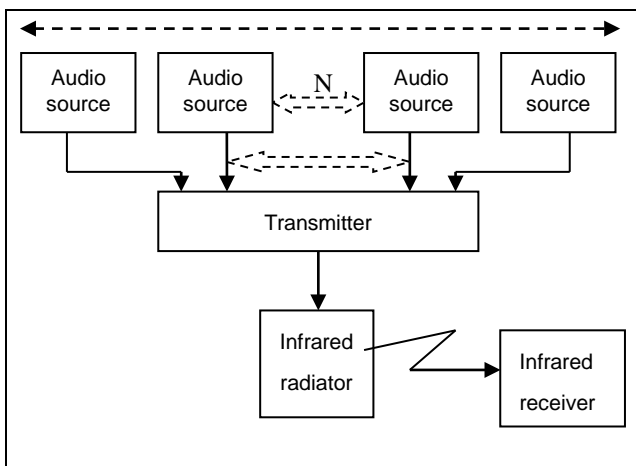 Audio
source
Audio
source
N
Audio
source
Audio
source
Transmitter
Infrared
radiator
Infrared
receiver